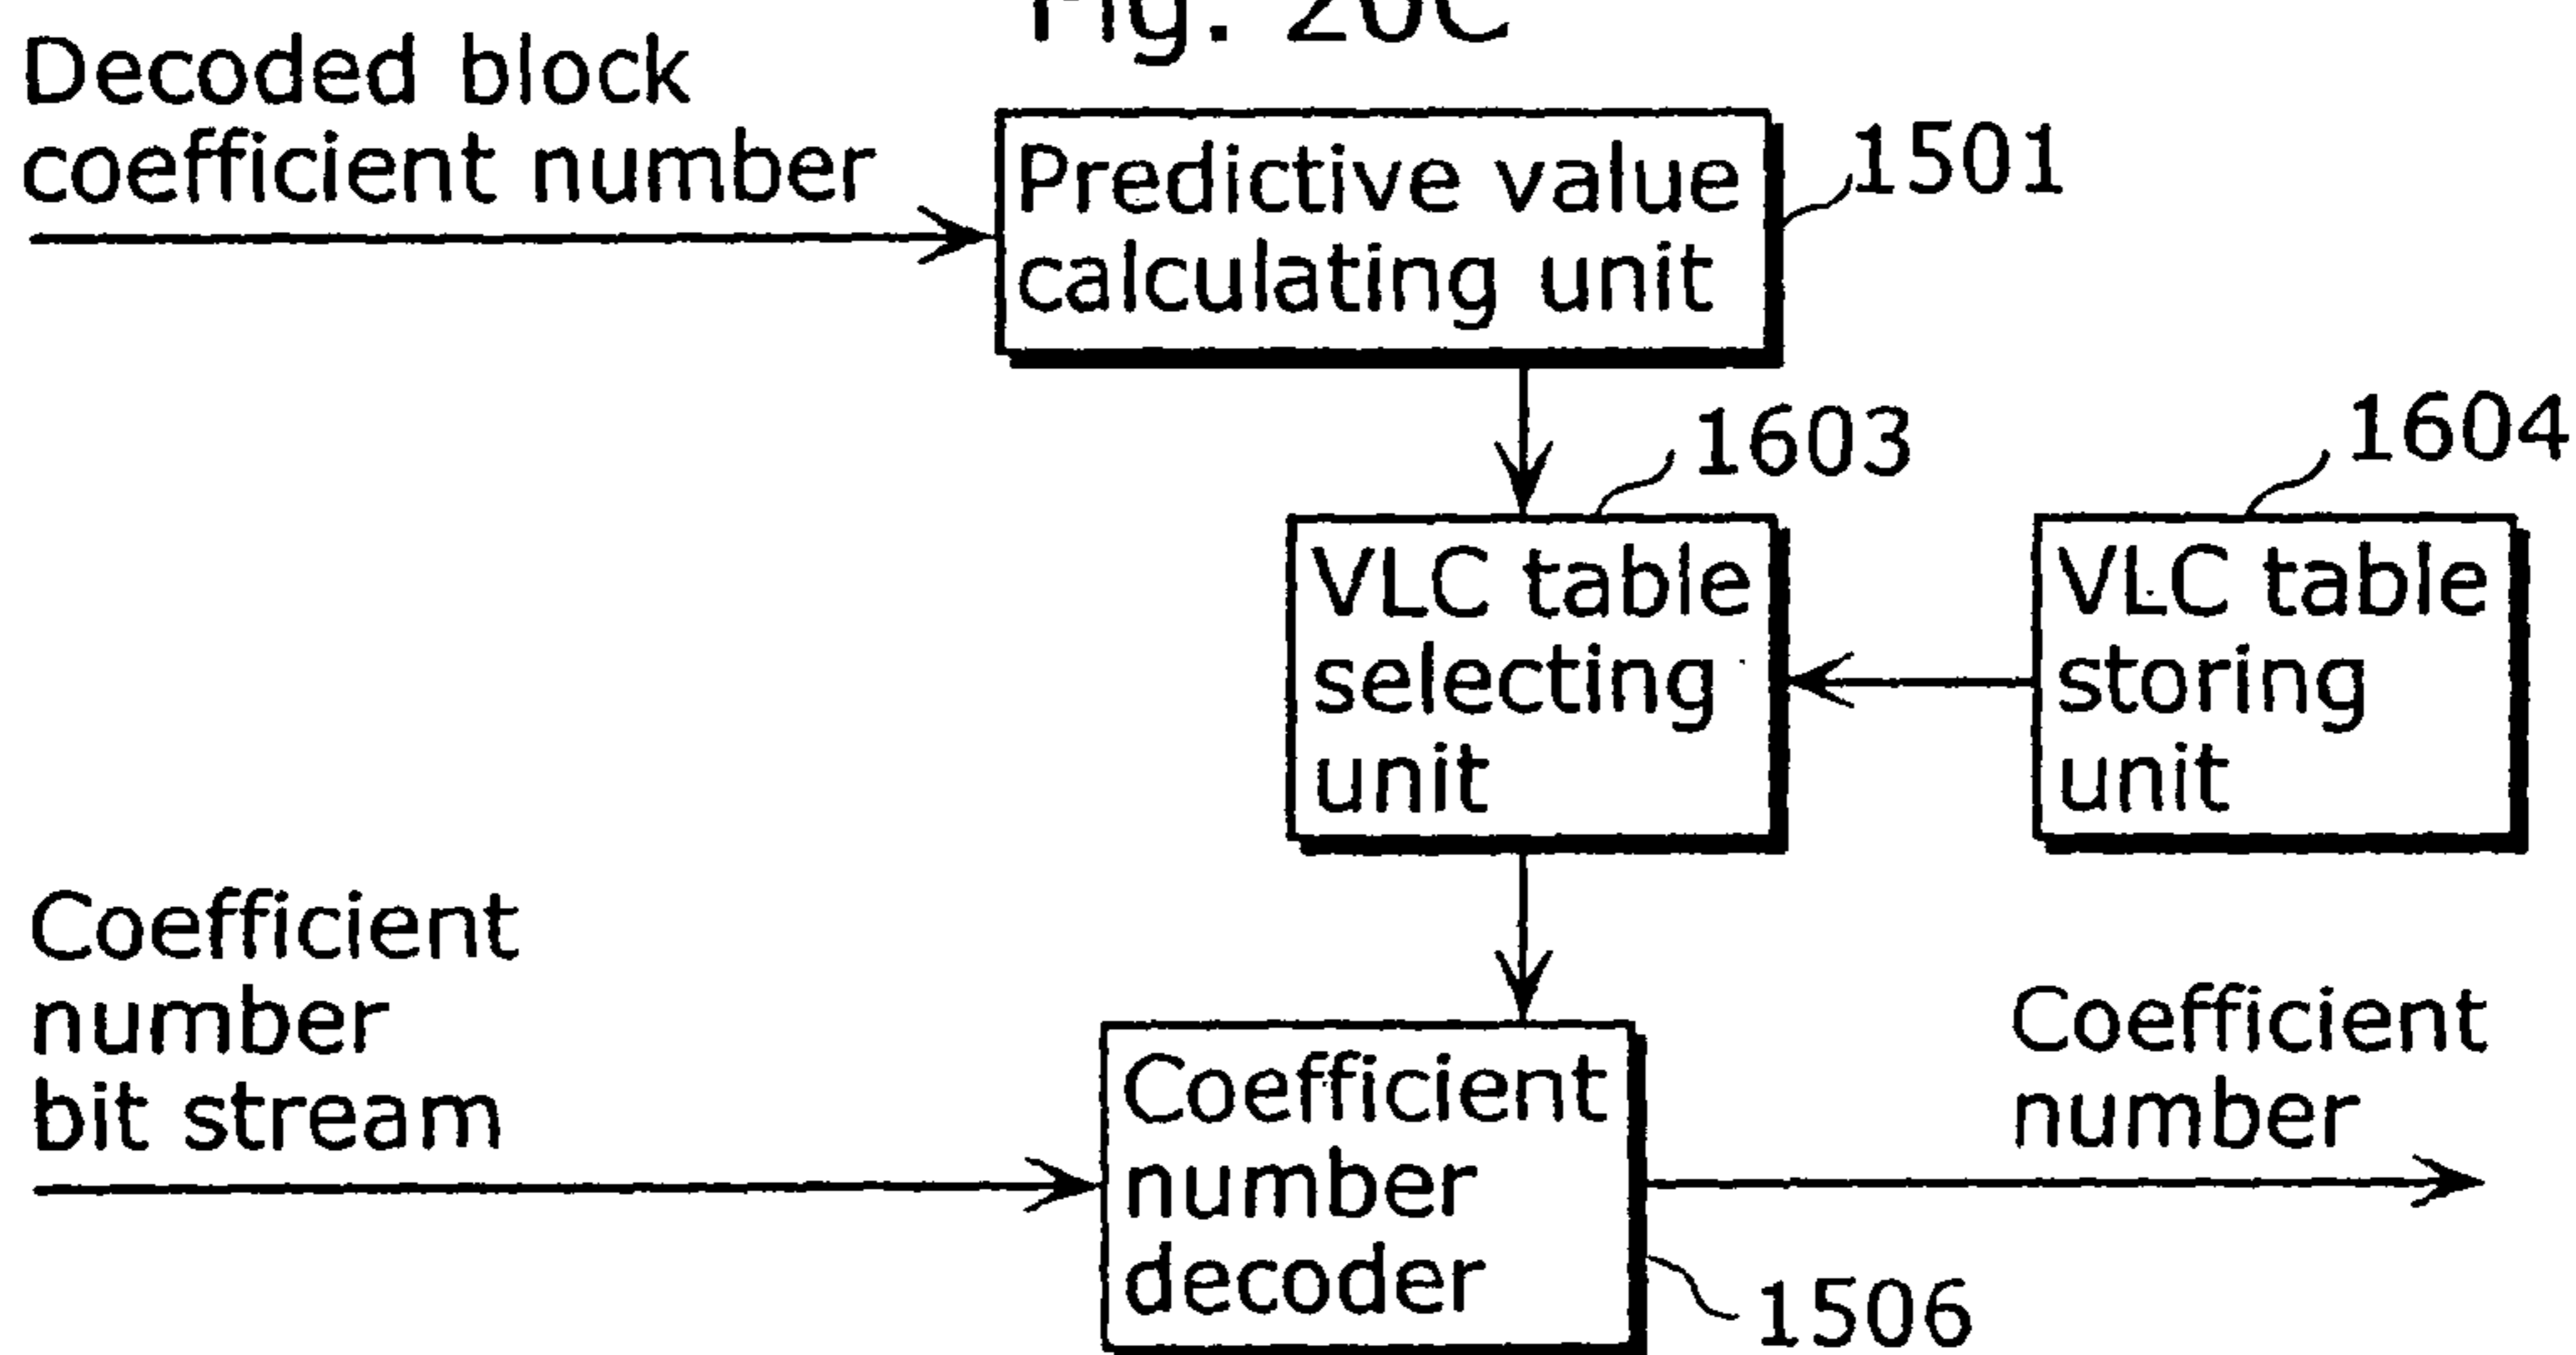 Fig. 20C
Decoded block
coefficient number
Predictive value
calculating unit
1501
1603
1604
VLC table
selecting
unit
VLC table
storing
unit
Coefficient
number
bit stream
Coefficient
number
decoder
Coefficient
number
1506